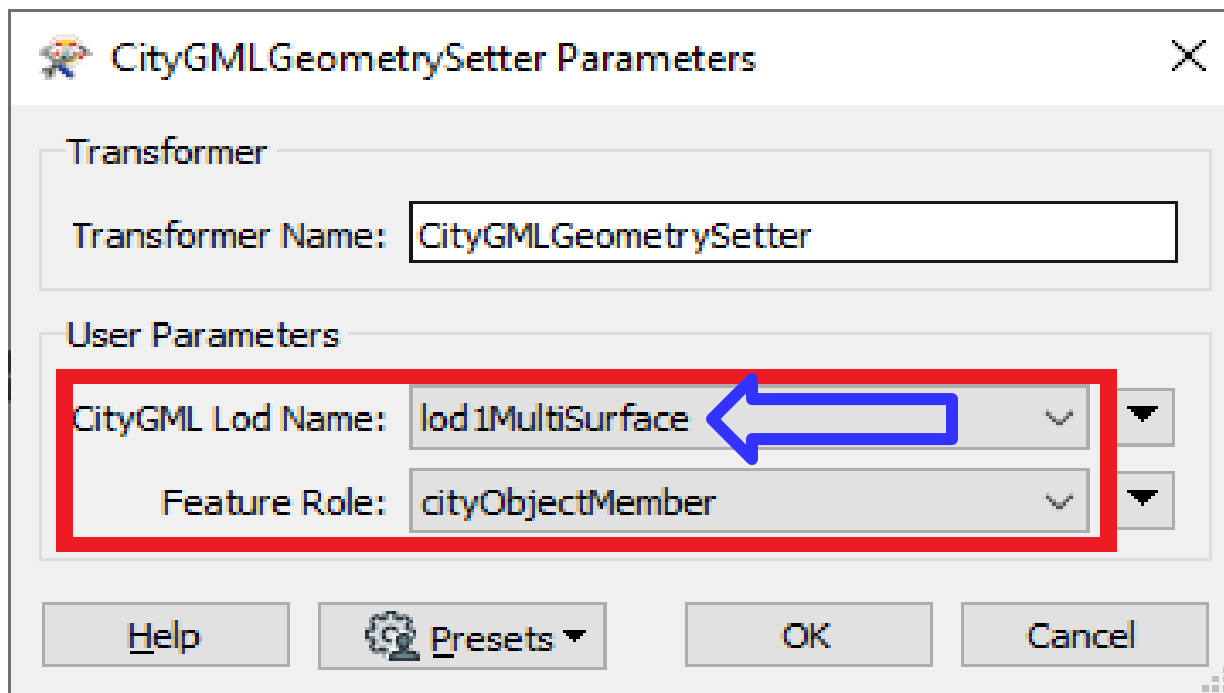 CityGMLGeometrySetter Parameters
Transformer
Transformer Name: CityGMLGeometrySetter
User Parameters
CityGML Lod Name: lod1MultiSurface
Feature Role: cityObjectMember
Help Presets OK Cancel